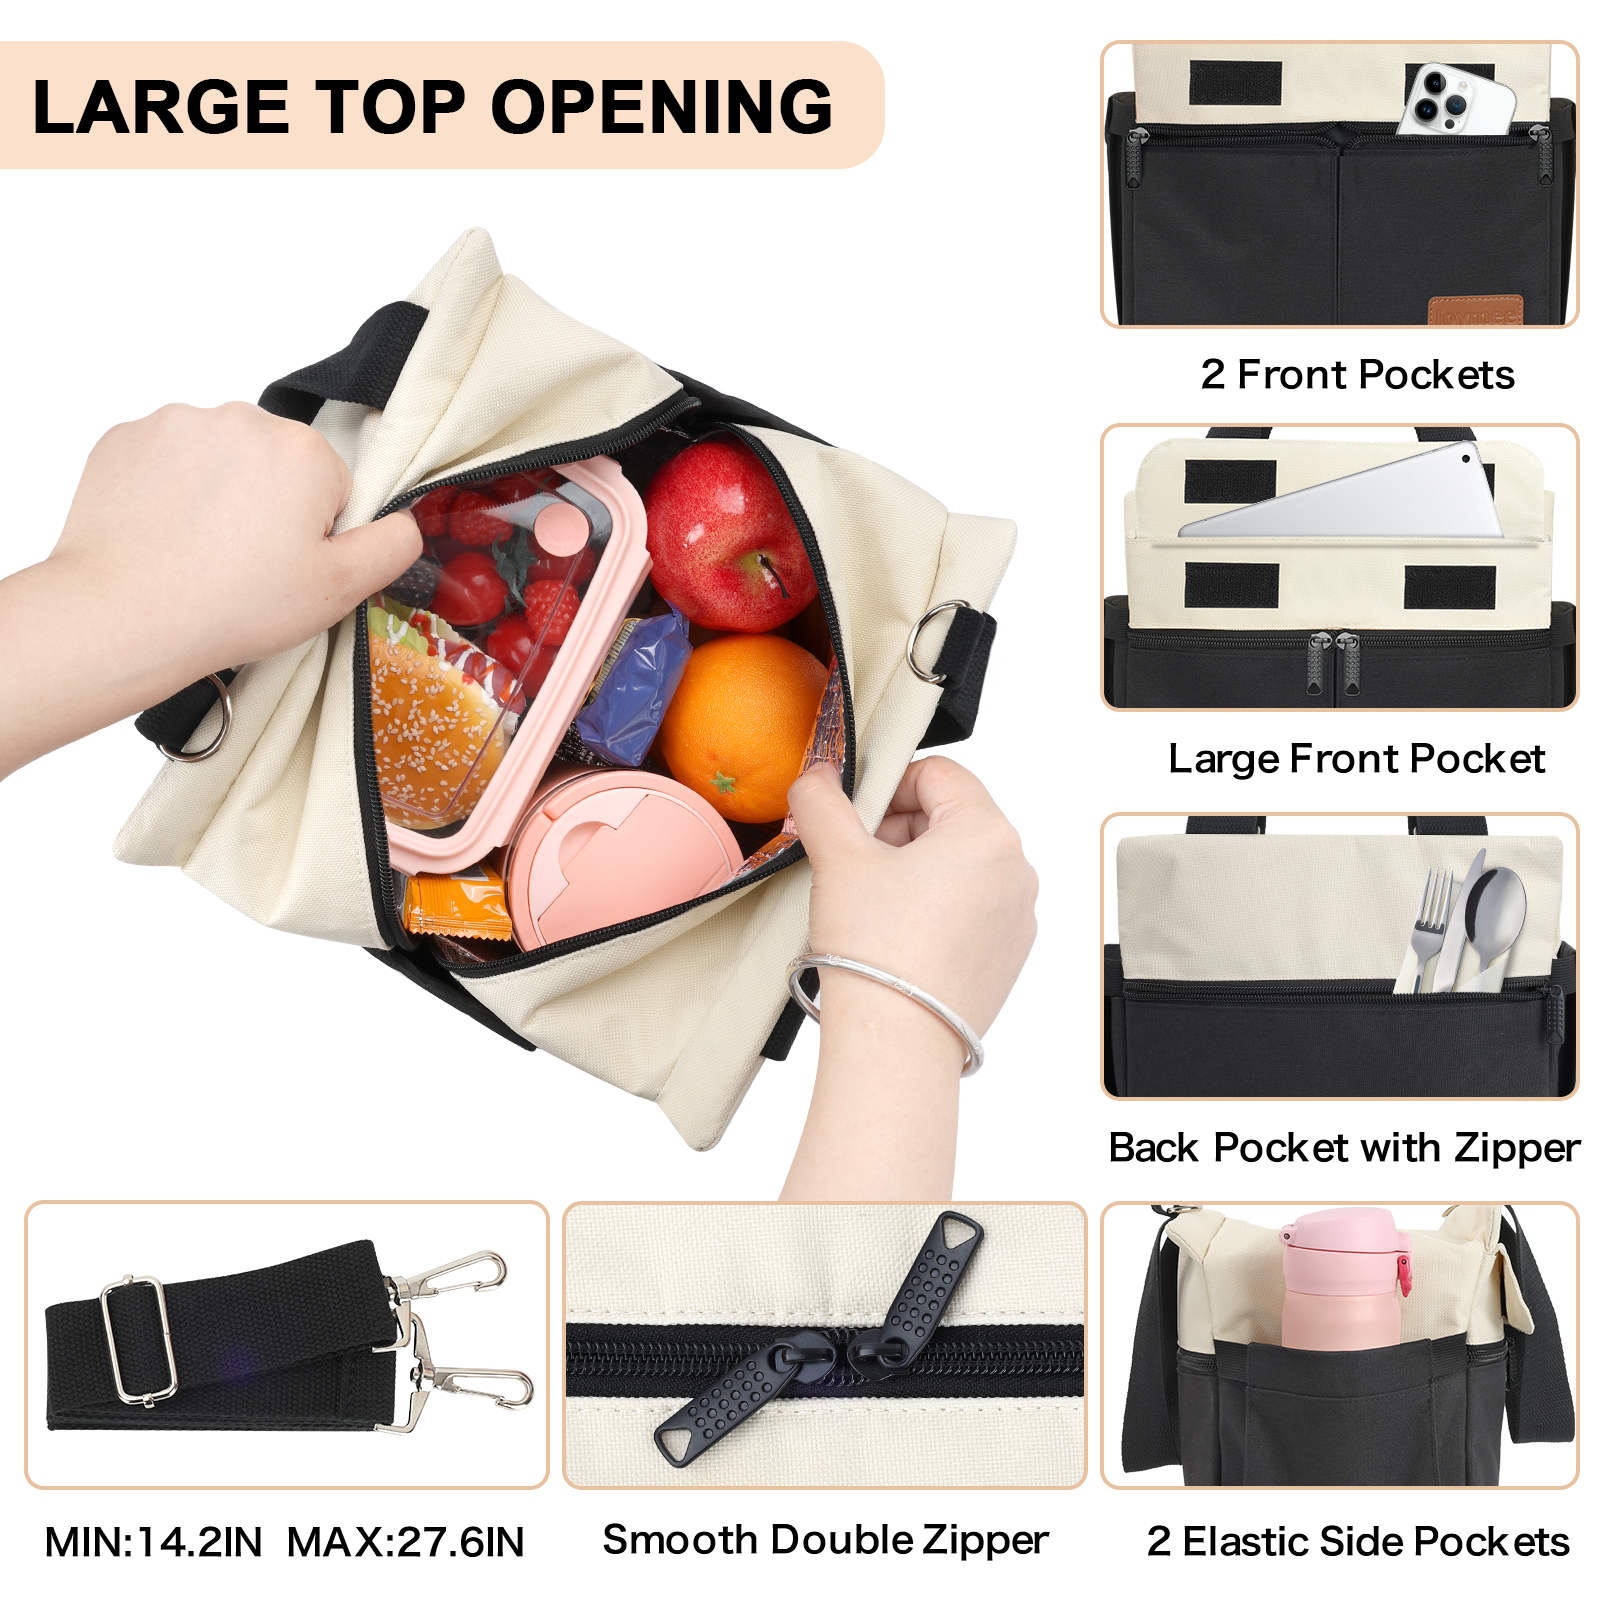 LARGE TOP OPENING
2 Front Pockets
Large Front Pocket
Back Pocket with Zipper
MIN:14.2IN MAX:27.6IN
Smooth Double Zipper
2 Elastic Side Pockets